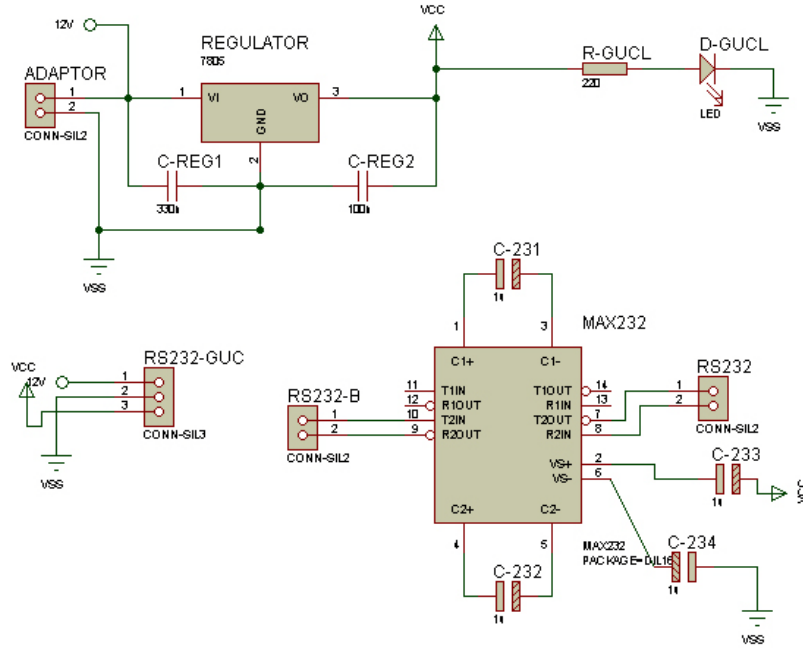 12V
VCC
REGULATOR
7805
R-GUCL
D-GUCL
ADAPTOR
1
2
1
VI
VO
3
GND
2
220
LED
CONN-SIL2
VSS
C-REG1
C-REG2
330n
100n
VSS
C-231
1u
1
3
MAX232
C1+
C1-
RS232-GUC
VCC
12V
1
2
3
CONN-SIL3
VSS
RS232-B
1
2
CONN-SIL2
11
T1IN
T1OUT
14
12
R1OUT
R1IN
13
10
T2IN
T2OUT
7
9
R2OUT
R2IN
8
RS232
1
2
CONN-SIL2
VS+
2
VS-
6
C-233
1u
C2+
C2-
4
5
MAX232
PACKAGE=DIL16
C-232
1u
C-234
1u
VSS